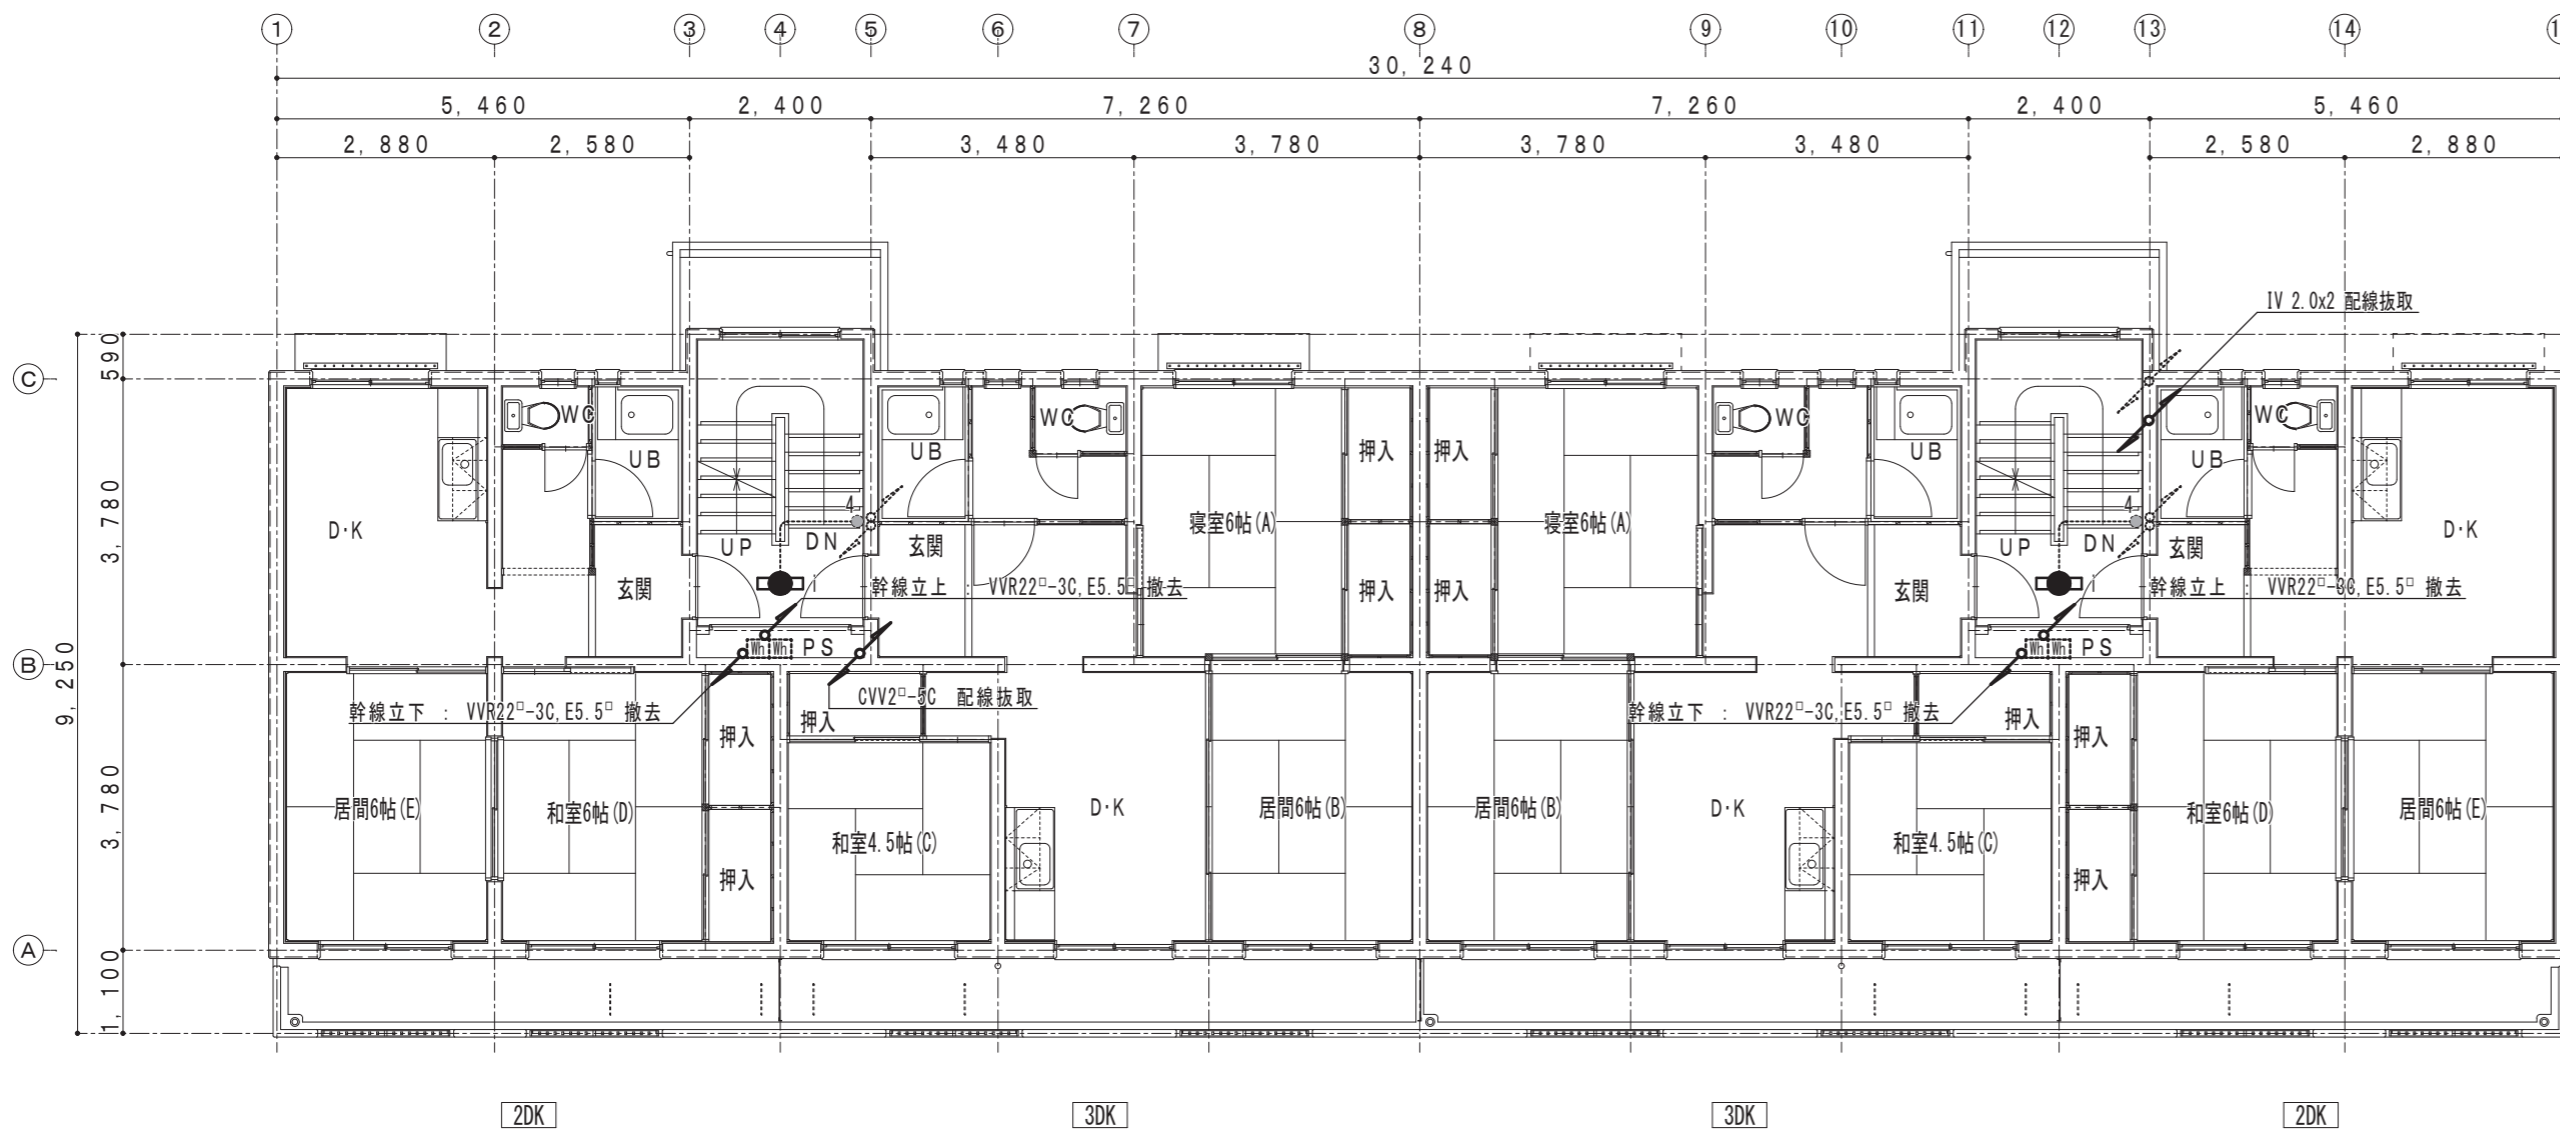 ① ② ③ ④ ⑤ ⑥ ⑦ ⑧ ⑨ ⑩ ⑪ ⑫ ⑬ ⑭
30,240
5,460 2,400 7,260 7,260 2,400 5,460
2,880 2,580 3,480 3,780 3,780 3,480 2,580 2,880
IV 2.0x2 配線抜取
590
Ⓒ
WC WC WC WC
UB UB UB UB
押入 押入
3,780
4 4
D・K 寝室6帖(A) 寝室6帖(A) D・K
UP DN 玄関 UP DN 玄関
玄関 i 幹線立上 : VVR22□-3C,E5.5□ 撤去 押入 押入 玄関 i 幹線立上 : VVR22□-3C,E5.5□ 撤去
Wh Wh PS Wh Wh PS
Ⓑ
9,250
CVV2□-5C 配線抜取
幹線立下 : VVR22□-3C,E5.5□ 撤去 押入 幹線立下 : VVR22□-3C,E5.5□ 撤去 押入
押入 押入
3,780
居間6帖(E) 和室6帖(D) D・K 居間6帖(B) 居間6帖(B) D・K 和室6帖(D) 居間6帖(E)
和室4.5帖(C) 和室4.5帖(C)
押入 押入
Ⓐ
1,100
2DK 3DK 3DK 2DK